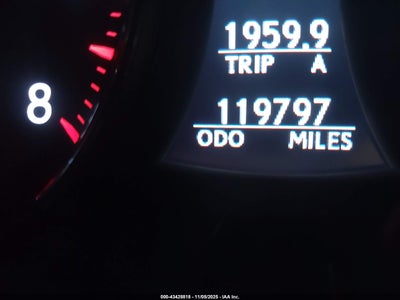 1959.9
TRIP A
8
119797
ODO MILES
000-43428818 - 11/05/2025 - IAA Inc.